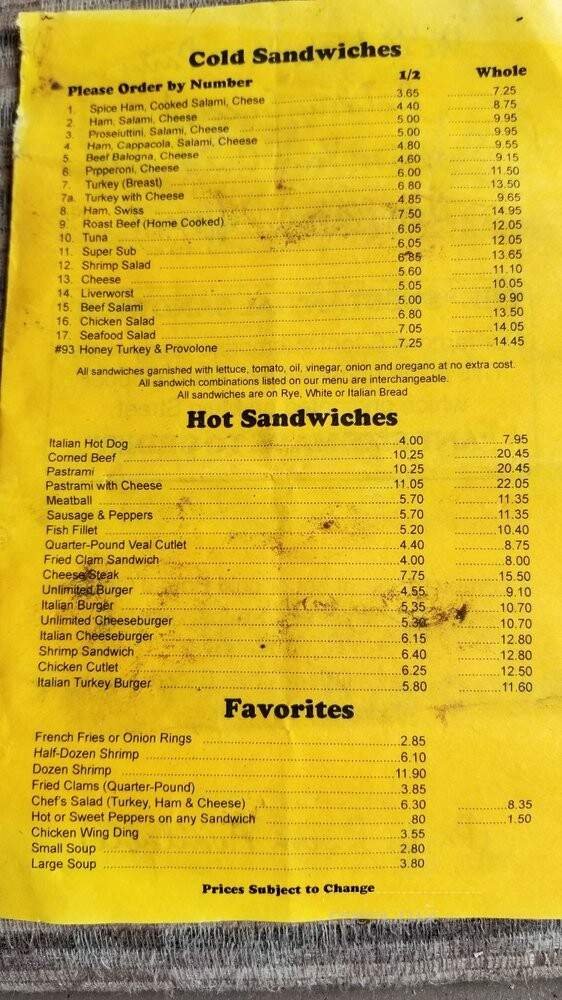 Cold Sandwiches
Please Order by Number 1/2 Whole
1. Spice Ham, Cooked Salami, Chese 3.65 7.25
2. Ham, Salami, Cheese 4.40 8.75
3. Proseiuttini, Salami, Cheese 5.00 9.95
4. Ham, Cappacola, Salami, Cheese 5.00 9.95
5. Beef Balogna, Cheese 4.80 9.55
6. Prpperoni, Cheese 4.60 9.15
7. Turkey (Breast) 6.00 11.50
7a. Turkey with Cheese 6.80 13.50
8. Ham, Swiss 4.85 9.65
9. Roast Beef (Home Cooked) 7.50 14.95
10. Tuna 6.05 12.05
11. Super Sub 6.05 12.05
12. Shrimp Salad 6.85 13.65
13. Cheese 5.60 11.10
14. Liverworst 5.05 10.05
15. Beef Salami 5.00 9.90
16. Chicken Salad 6.80 13.50
17. Seafood Salad 7.05 14.05
#93 Honey Turkey & Provolone 7.25 14.45
All sandwiches garnished with lettuce, tomato, oil, vinegar, onion and oregano at no extra cost.
All sandwich combinations listed on our menu are interchangeable.
All sandwiches are on Rye, White or Italian Bread
Hot Sandwiches
Italian Hot Dog 4.00 7.95
Corned Beef 10.25 20.45
Pastrami 10.25 20.45
Pastrami with Cheese 11.05 22.05
Meatball 5.70 11.35
Sausage & Peppers 5.70 11.35
Fish Fillet 5.20 10.40
Quarter-Pound Veal Cutlet 4.40 8.75
Fried Clam Sandwich 4.00 8.00
Cheese Steak 7.75 15.50
Unlimited Burger 4.55 9.10
Italian Burger 5.35 10.70
Unlimited Cheeseburger 5.30 10.70
Italian Cheeseburger 6.15 12.80
Shrimp Sandwich 6.40 12.80
Chicken Cutlet 6.25 12.50
Italian Turkey Burger 5.80 11.60
Favorites
French Fries or Onion Rings 2.85
Half-Dozen Shrimp 6.10
Dozen Shrimp 11.90
Fried Clams (Quarter-Pound) 3.85
Chef's Salad (Turkey, Ham & Cheese) 6.30 8.35
Hot or Sweet Peppers on any Sandwich .80 1.50
Chicken Wing Ding 3.55
Small Soup 2.80
Large Soup 3.80
Prices Subject to Change